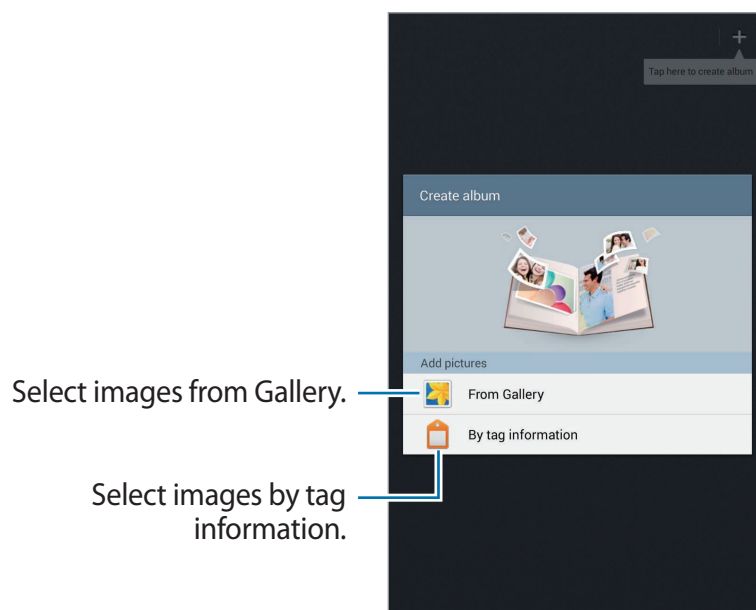 +
Tap here to create album
Create album
Add pictures
Select images from Gallery.
From Gallery
By tag information
Select images by tag
information.